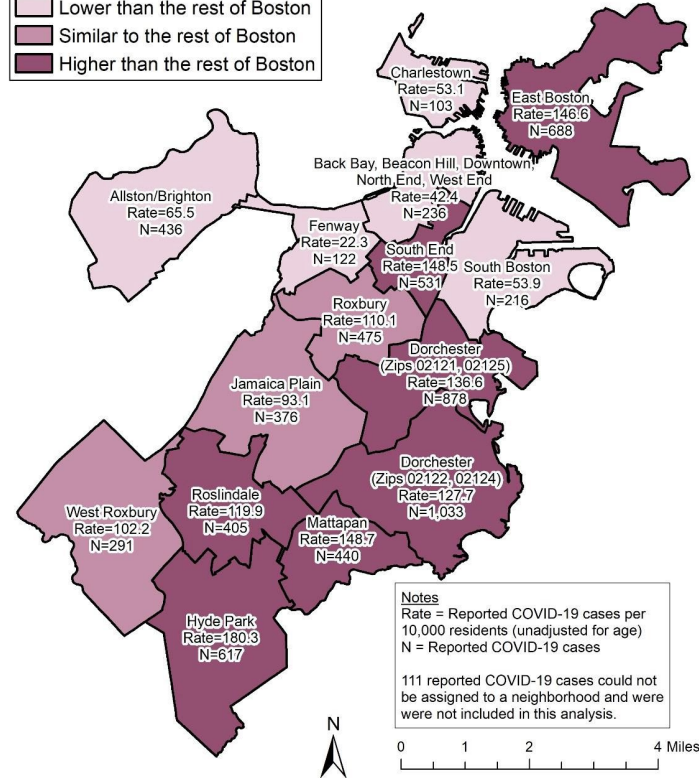 Lower than the rest of Boston
Similar to the rest of Boston
Higher than the rest of Boston
Charlestown
Rate=53.1
N=103
East Boston
Rate=146.6
N=688
Back Bay, Beacon Hill, Downtown,
North End, West End
Rate=42.4
N=236
Allston/Brighton
Rate=65.5
N=436
Fenway
Rate=22.3
N=122
South End
Rate=148.5
N=531
South Boston
Rate=53.9
N=216
Roxbury
Rate=110.1
N=475
Dorchester
(Zips 02121, 02125)
Rate=136.6
N=878
Jamaica Plain
Rate=93.1
N=376
Dorchester
(Zips 02122, 02124)
Rate=127.7
N=1,033
West Roxbury
Rate=102.2
N=291
Roslindale
Rate=119.9
N=405
Mattapan
Rate=148.7
N=440
Hyde Park
Rate=180.3
N=617
Notes
Rate = Reported COVID-19 cases per
10,000 residents (unadjusted for age)
N = Reported COVID-19 cases
111 reported COVID-19 cases could not
be assigned to a neighborhood and were
were not included in this analysis.
N
0 1 2 4 Miles